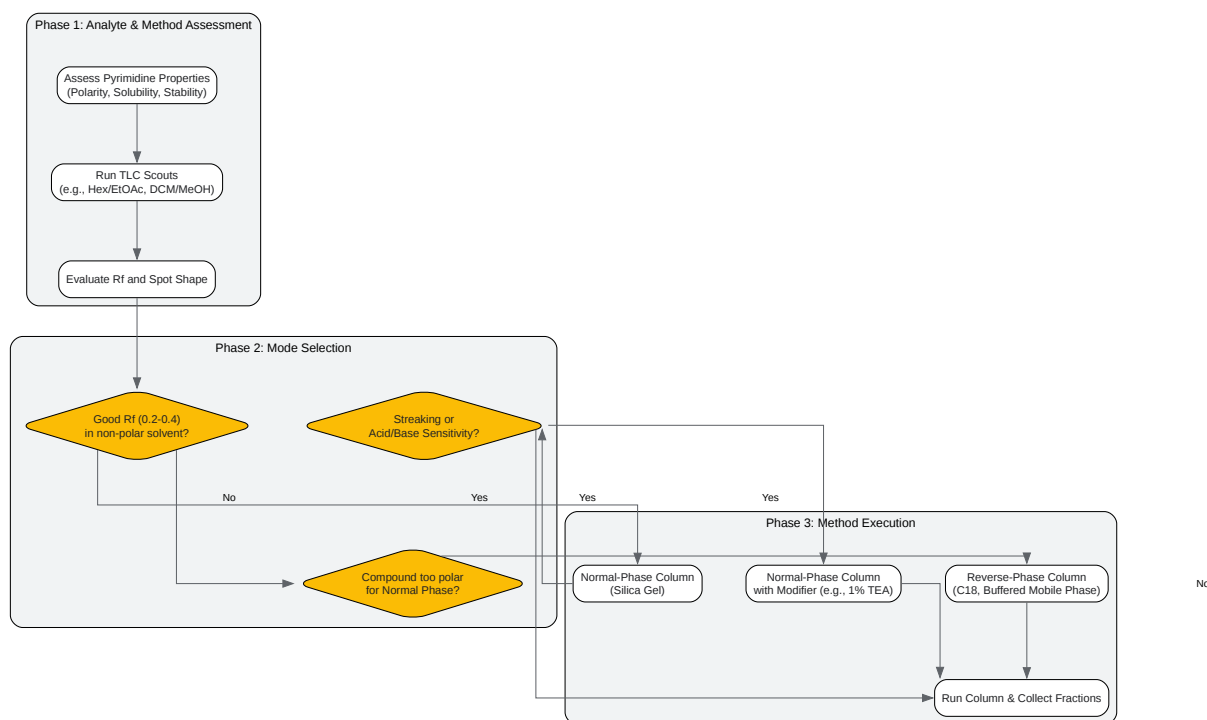 Phase 1: Analyte & Method Assessment
Assess Pyrimidine Properties
(Polarity, Solubility, Stability)
Run TLC Scouts
(e.g., Hex/EtOAc, DCM/MeOH)
Evaluate Rf and Spot Shape
Phase 2: Mode Selection
Good Rf (0.2-0.4)
in non-polar solvent?
Streaking or
Acid/Base Sensitivity?
No
Yes
Yes
Yes
Phase 3: Method Execution
Compound too polar
for Normal Phase?
Normal-Phase Column
(Silica Gel)
Normal-Phase Column
with Modifier (e.g., 1% TEA)
Reverse-Phase Column
(C18, Buffered Mobile Phase)
No
Run Column & Collect Fractions